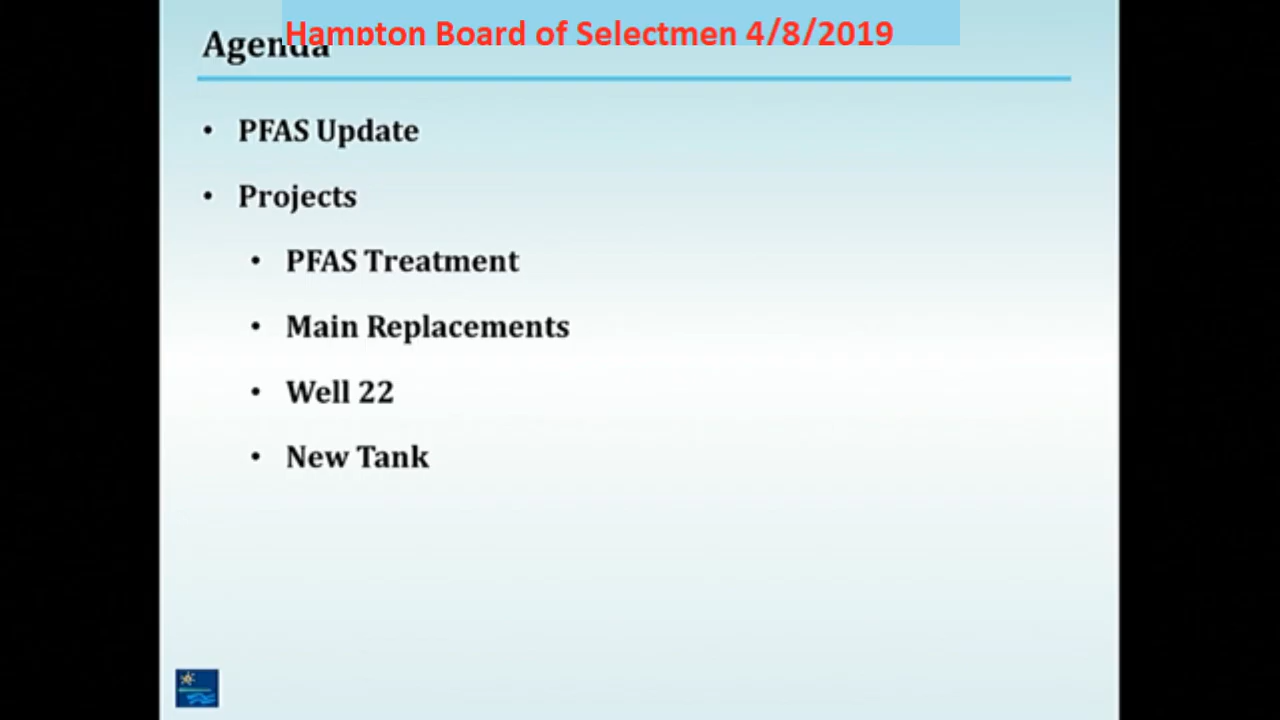 Hampton Board of Selectmen 4/8/2019
Agenda
• PFAS Update
• Projects
• PFAS Treatment
• Main Replacements
• Well 22
• New Tank